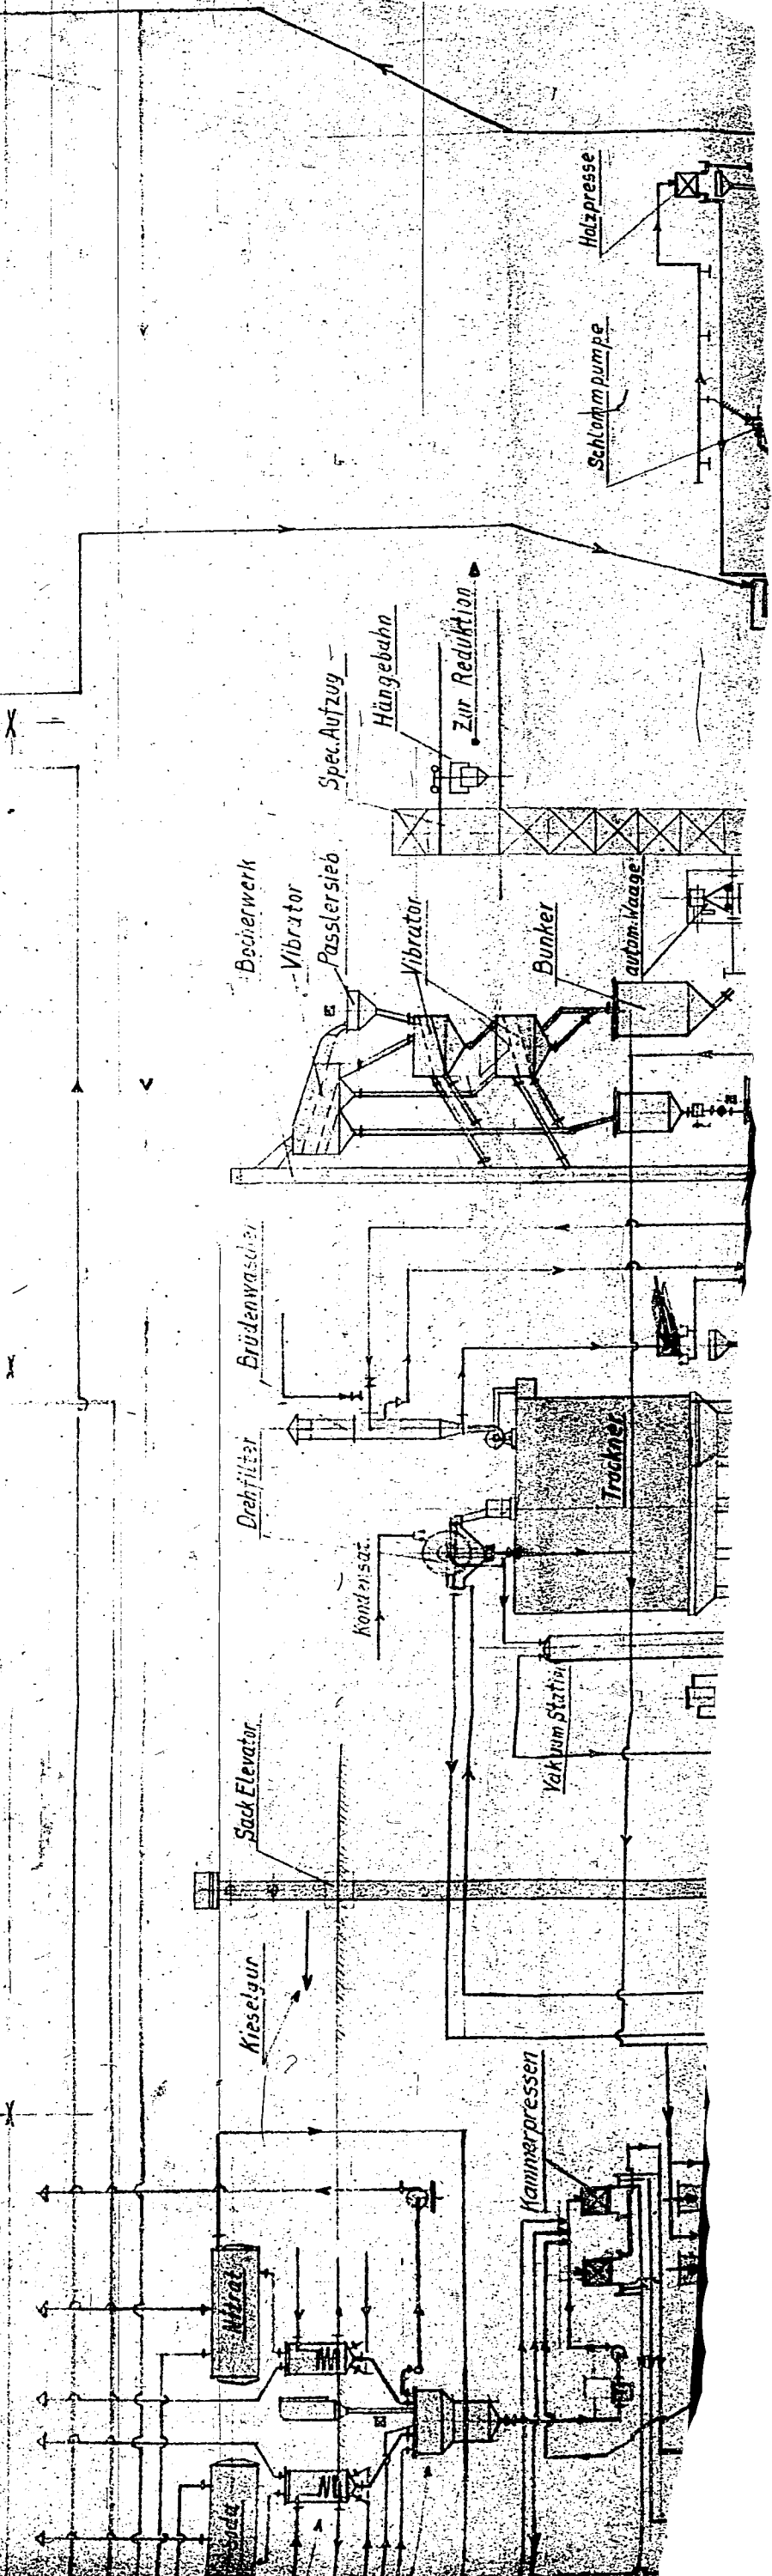 Holzpresse
Schlammpumpe
Zur Reduktion
Hängebahn
Spec. Aufzug
Becherwerk
Vibrator
Passlersieb
Vibrator
Bunker
autom. Waage
Brüdenwascher
Drehfilter
Kondensat
Trockner
Vakuum Station
Sack Elevator
Kieselgur
?
Kammerpressen
Nitrat
Soda
A